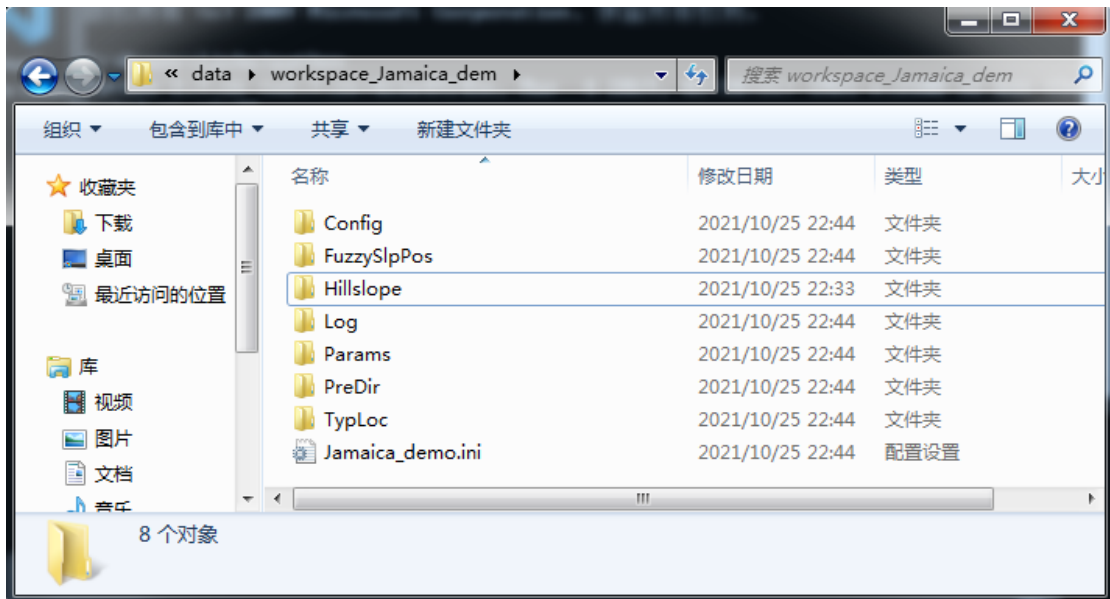 « data ▸ workspace_Jamaica_dem ▸
搜索 workspace_Jamaica_dem
组织 包含到库中 共享 新建文件夹
收藏夹
下载
桌面
最近访问的位置
库
视频
图片
文档
音乐
名称 修改日期 类型 大小
Config 2021/10/25 22:44 文件夹
FuzzySlpPos 2021/10/25 22:44 文件夹
Hillslope 2021/10/25 22:33 文件夹
Log 2021/10/25 22:44 文件夹
Params 2021/10/25 22:44 文件夹
PreDir 2021/10/25 22:44 文件夹
TypLoc 2021/10/25 22:44 文件夹
Jamaica_demo.ini 2021/10/25 22:44 配置设置
8 个对象